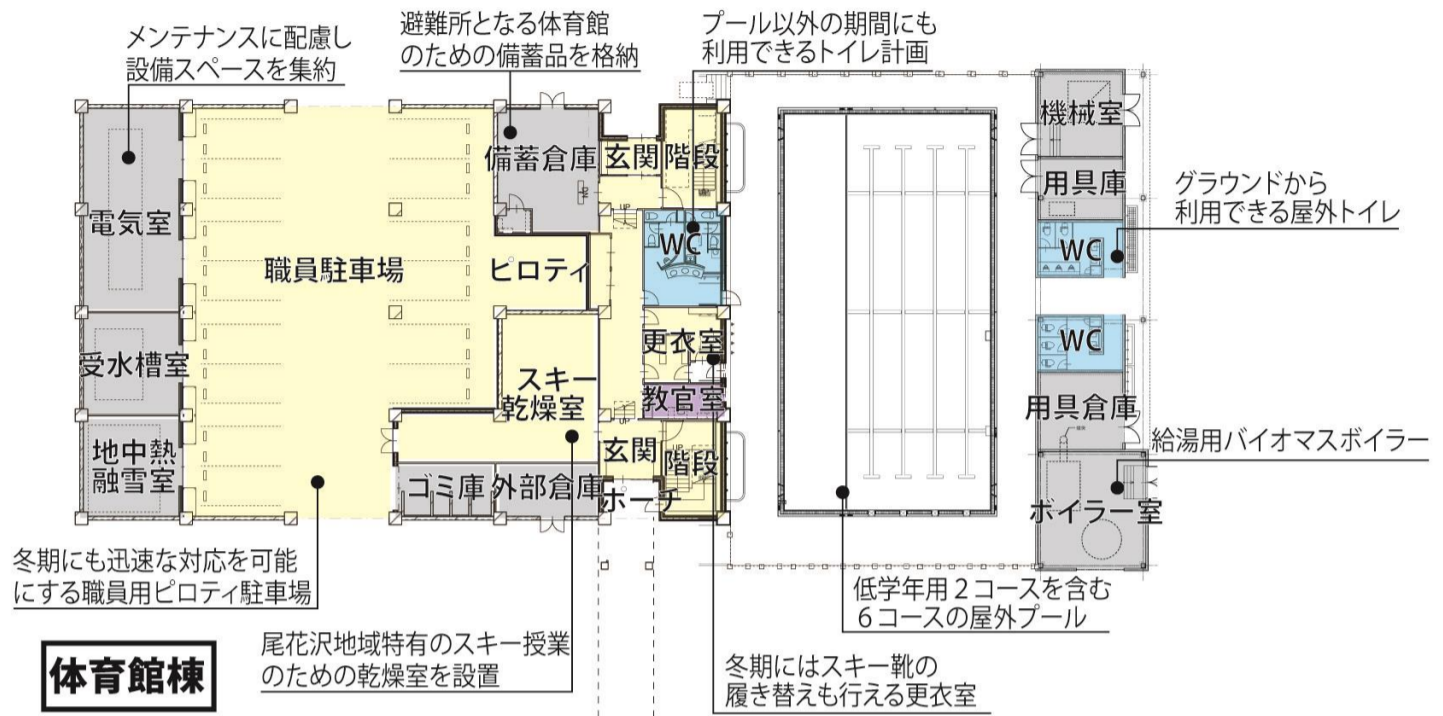 メンテナンスに配慮し
設備スペースを集約
避難所となる体育館
のための備蓄品を格納
プール以外の期間にも
利用できるトイレ計画
機械室
備蓄倉庫
玄関
階段
用具庫
グラウンドから
利用できる屋外トイレ
電気室
UP
WC
WC
職員駐車場
ピロティ
受水槽室
更衣室
WC
スキー
乾燥室
教官室
用具倉庫
UP
地中熱
融雪室
玄関
階段
UP
給湯用バイオマスボイラー
ゴミ庫
外部倉庫
ポーチ
ボイラー室
冬期にも迅速な対応を可能
にする職員用ピロティ駐車場
低学年用2コースを含む
6コースの屋外プール
尾花沢地域特有のスキー授業
のための乾燥室を設置
冬期にはスキー靴の
履き替えも行える更衣室
体育館棟